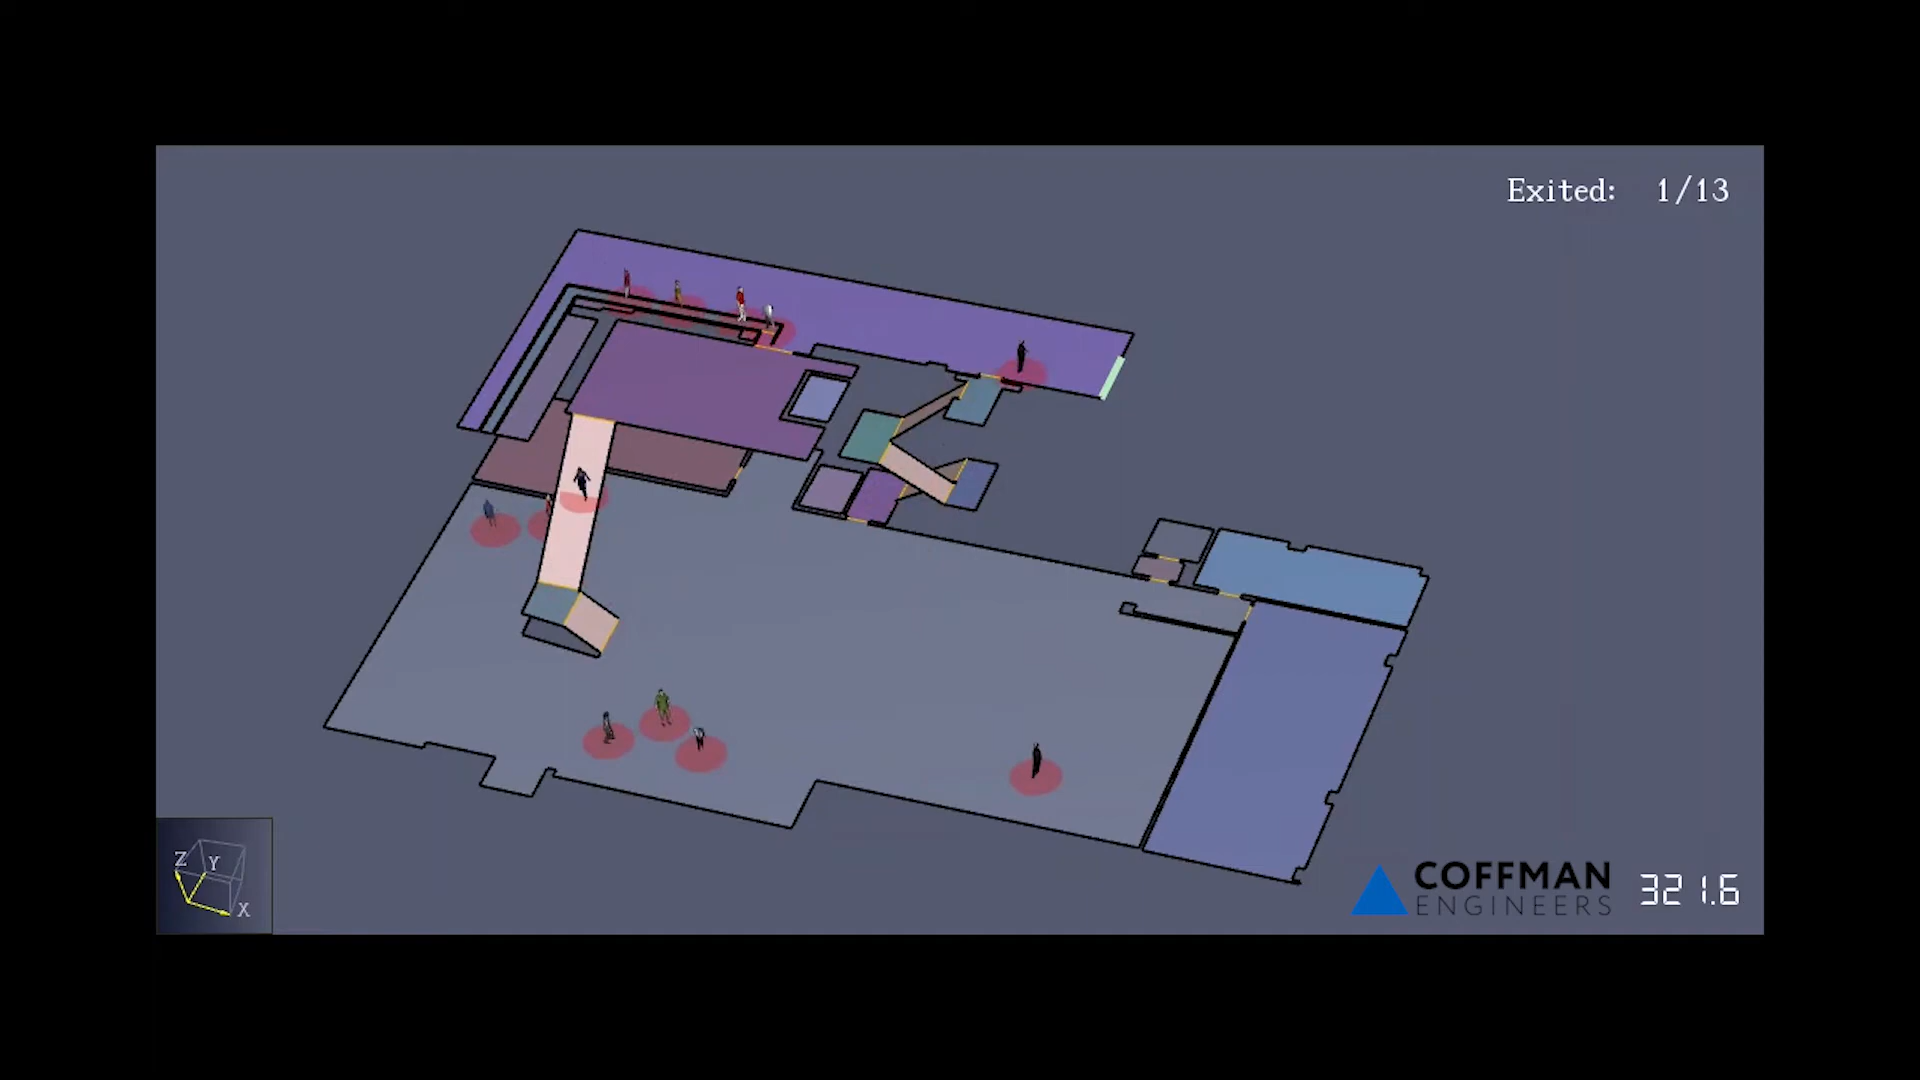 Exited: 1/13
Z Y
X
COFFMAN
ENGINEERS
321.6